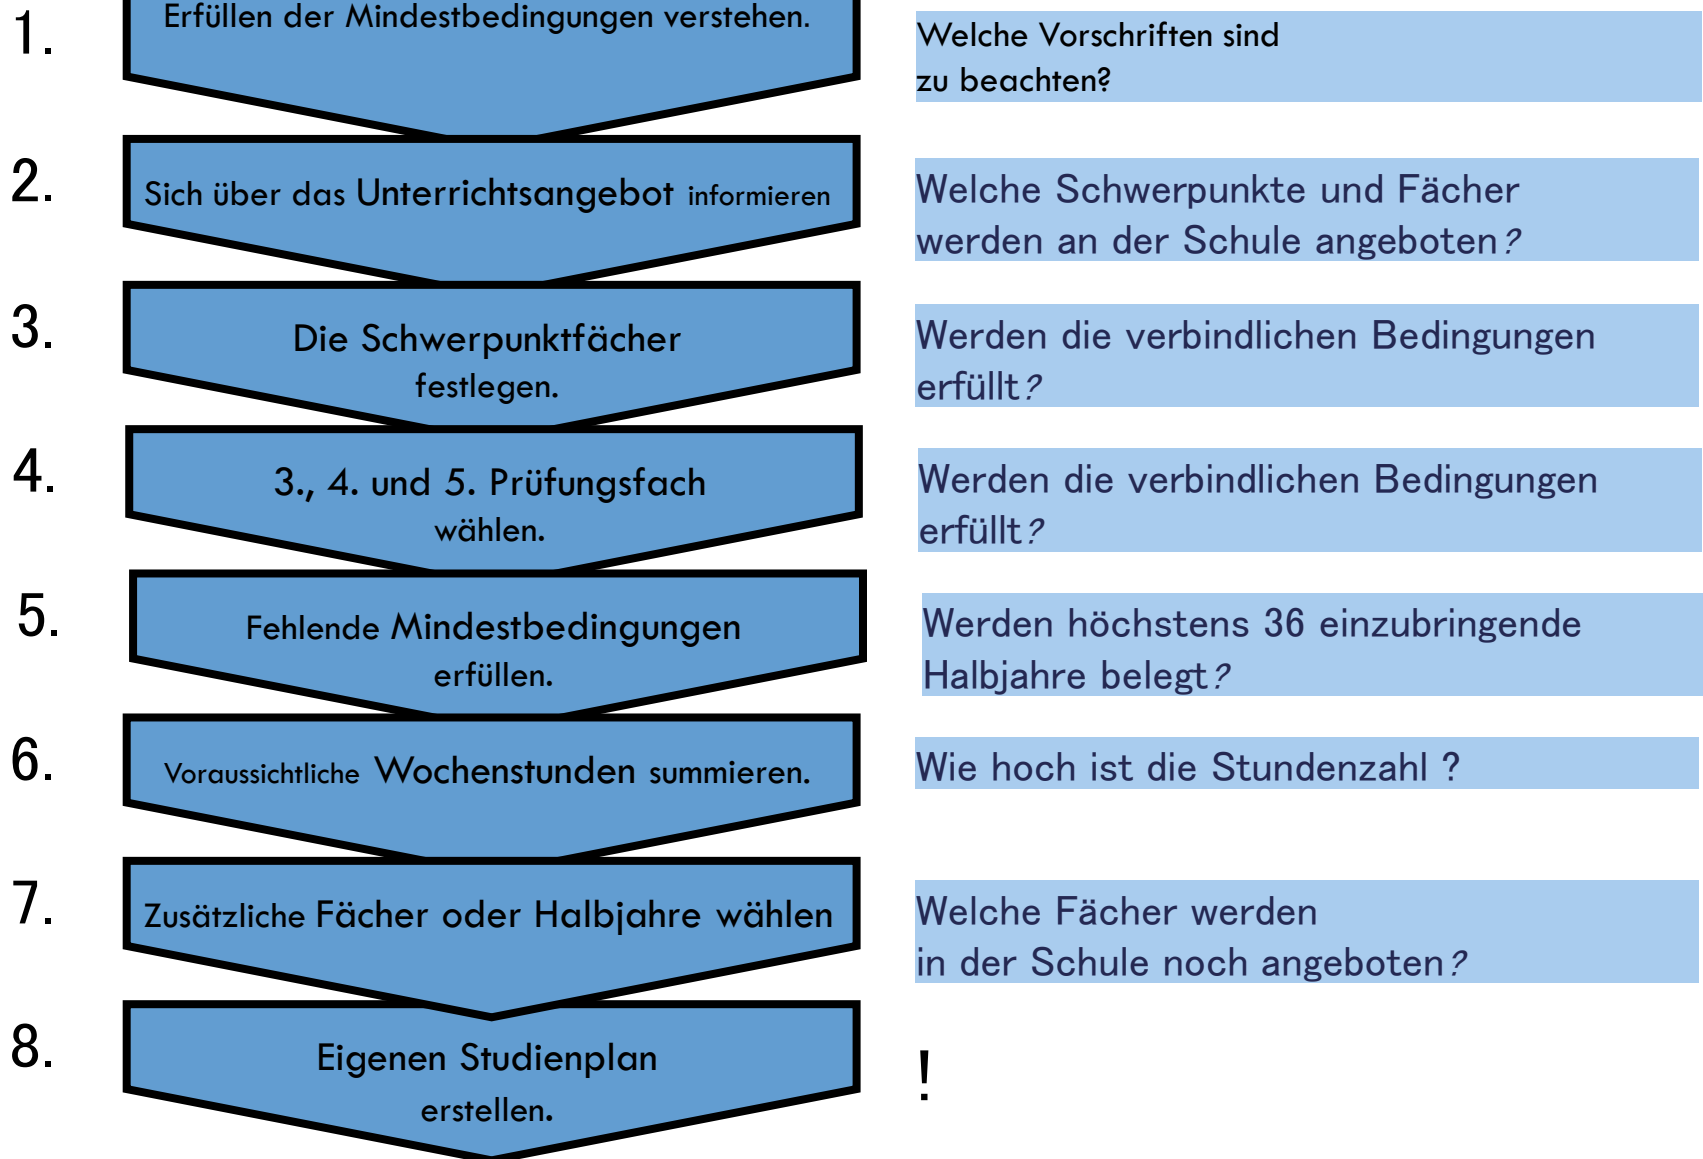 1.
Erfüllen der Mindestbedingungen verstehen.
Welche Vorschriften sind
zu beachten?
2.
Sich über das Unterrichtsangebot informieren
Welche Schwerpunkte und Fächer
werden an der Schule angeboten?
3.
Die Schwerpunktfächer
festlegen.
Werden die verbindlichen Bedingungen
erfüllt?
4.
3., 4. und 5. Prüfungsfach
wählen.
Werden die verbindlichen Bedingungen
erfüllt?
5.
Fehlende Mindestbedingungen
erfüllen.
Werden höchstens 36 einzubringende
Halbjahre belegt?
6.
Voraussichtliche Wochenstunden summieren.
Wie hoch ist die Stundenzahl ?
7.
Zusätzliche Fächer oder Halbjahre wählen
Welche Fächer werden
in der Schule noch angeboten?
8.
Eigenen Studienplan
erstellen.
!